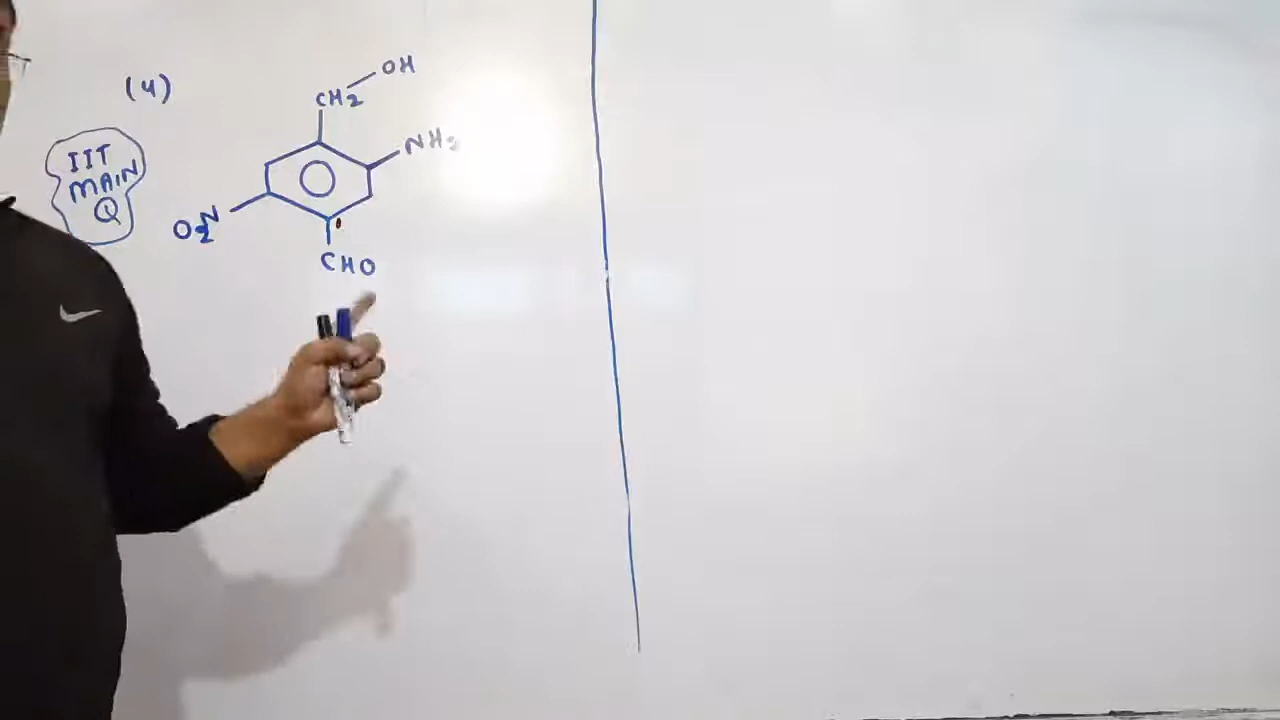 (4)
IIT
MAIN
Q
CH2
OH
NH2
O2N
CHO